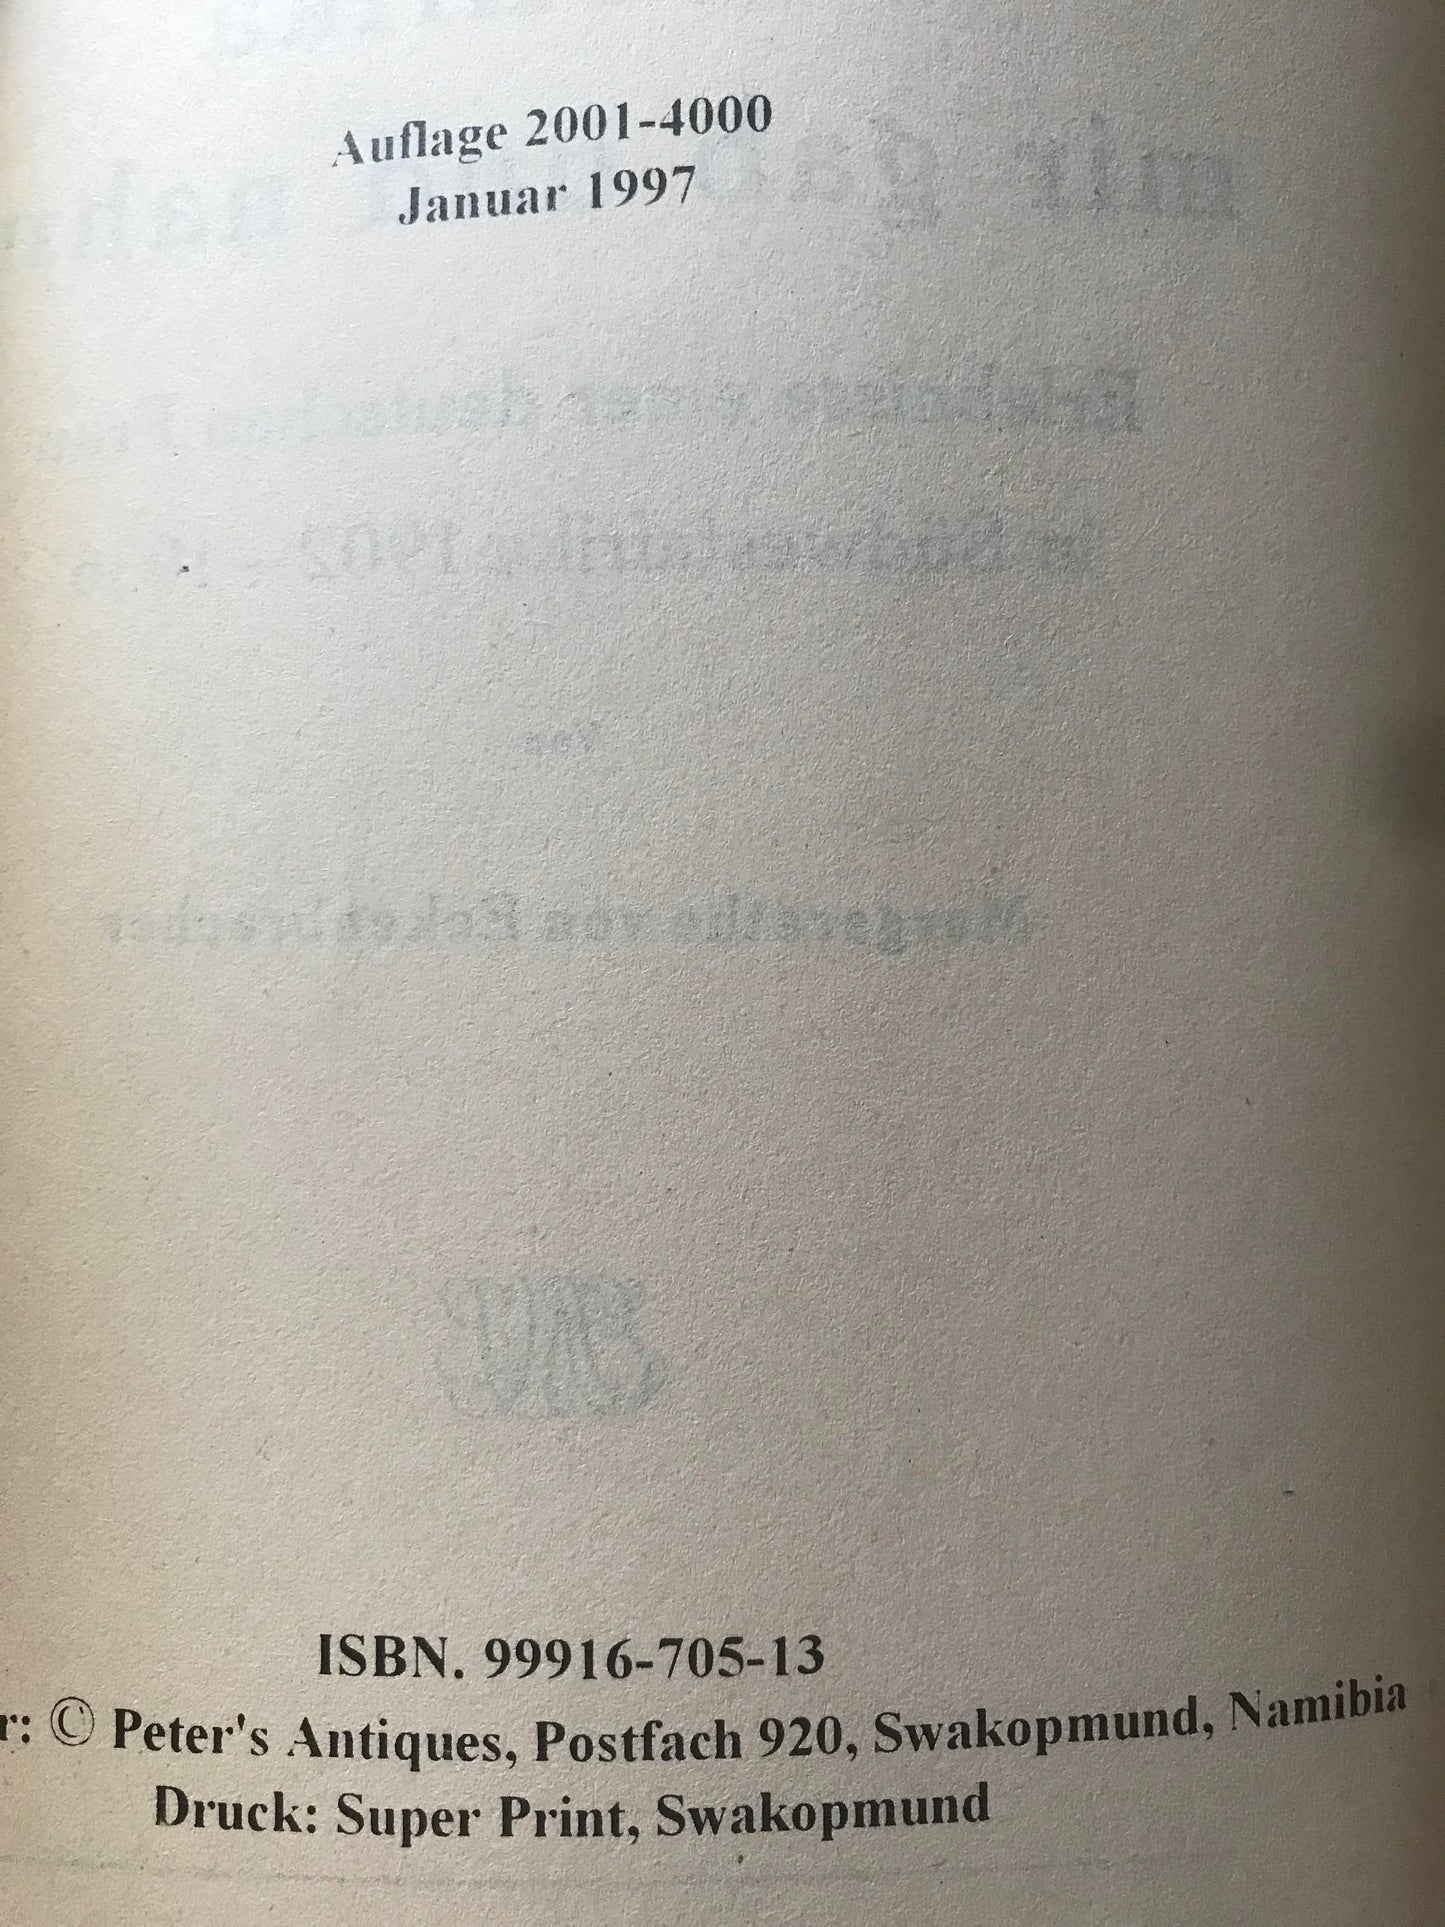 Auflage 2001-4000
Januar 1997
ISBN. 99916-705-13
r: © Peter's Antiques, Postfach 920, Swakopmund, Namibia
Druck: Super Print, Swakopmund